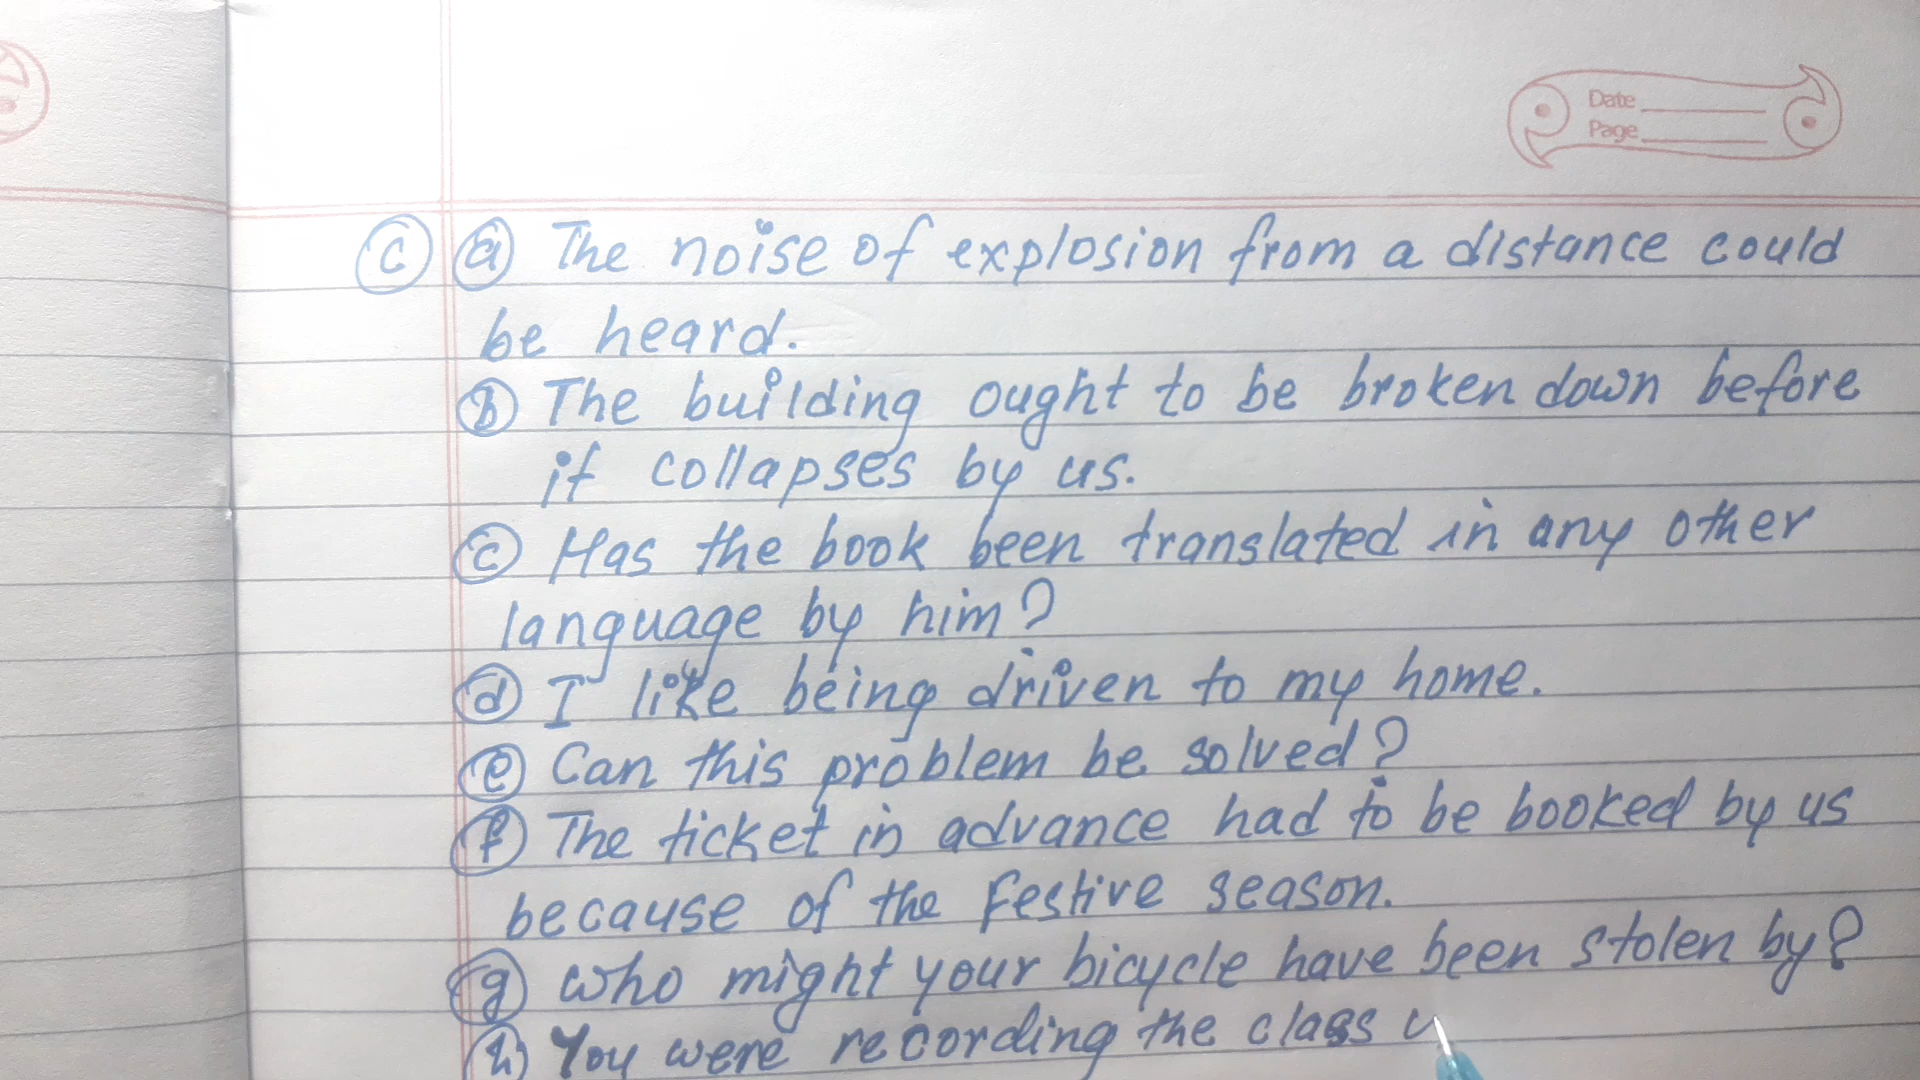 Date
Page
C a The noise of explosion from a distance could
be heard.
b The building ought to be broken down before
it collapses by us.
c Has the book been translated in any other
language by him?
d I like being driven to my home.
e Can this problem be solved?
f The ticket in advance had to be booked by us
because of the festive season.
g Who might your bicycle have been stolen by?
h You were recording the class